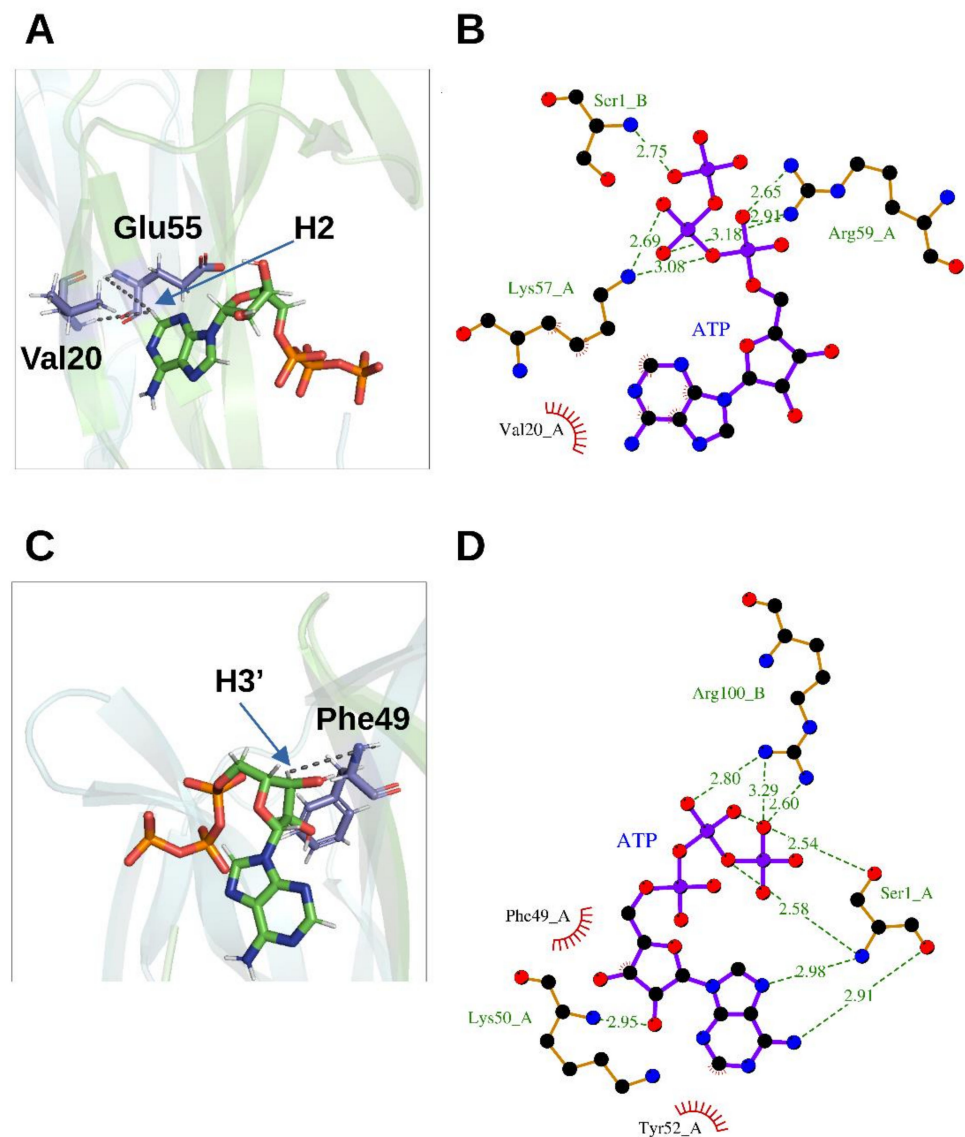 A
B
Glu55
H2
Val20
Ser1_B
2.75
2.65
2.91
2.69
3.18
3.08
Arg59_A
Lys57_A
ATP
Val20_A
C
D
H3’
Phe49
Arg100_B
2.80
3.29
2.60
ATP
2.54
Ser1_A
2.58
Phe49_A
2.98
2.91
Lys50_A
2.95
Tyr52_A